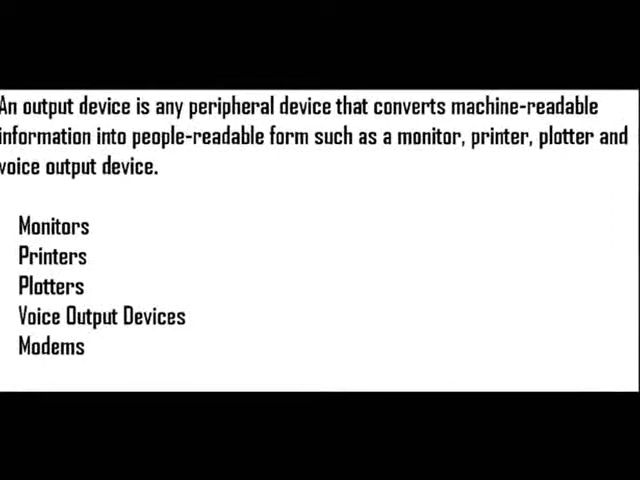 An output device is any peripheral device that converts machine-readable
information into people-readable form such as a monitor, printer, plotter and
voice output device.
Monitors
Printers
Plotters
Voice Output Devices
Modems